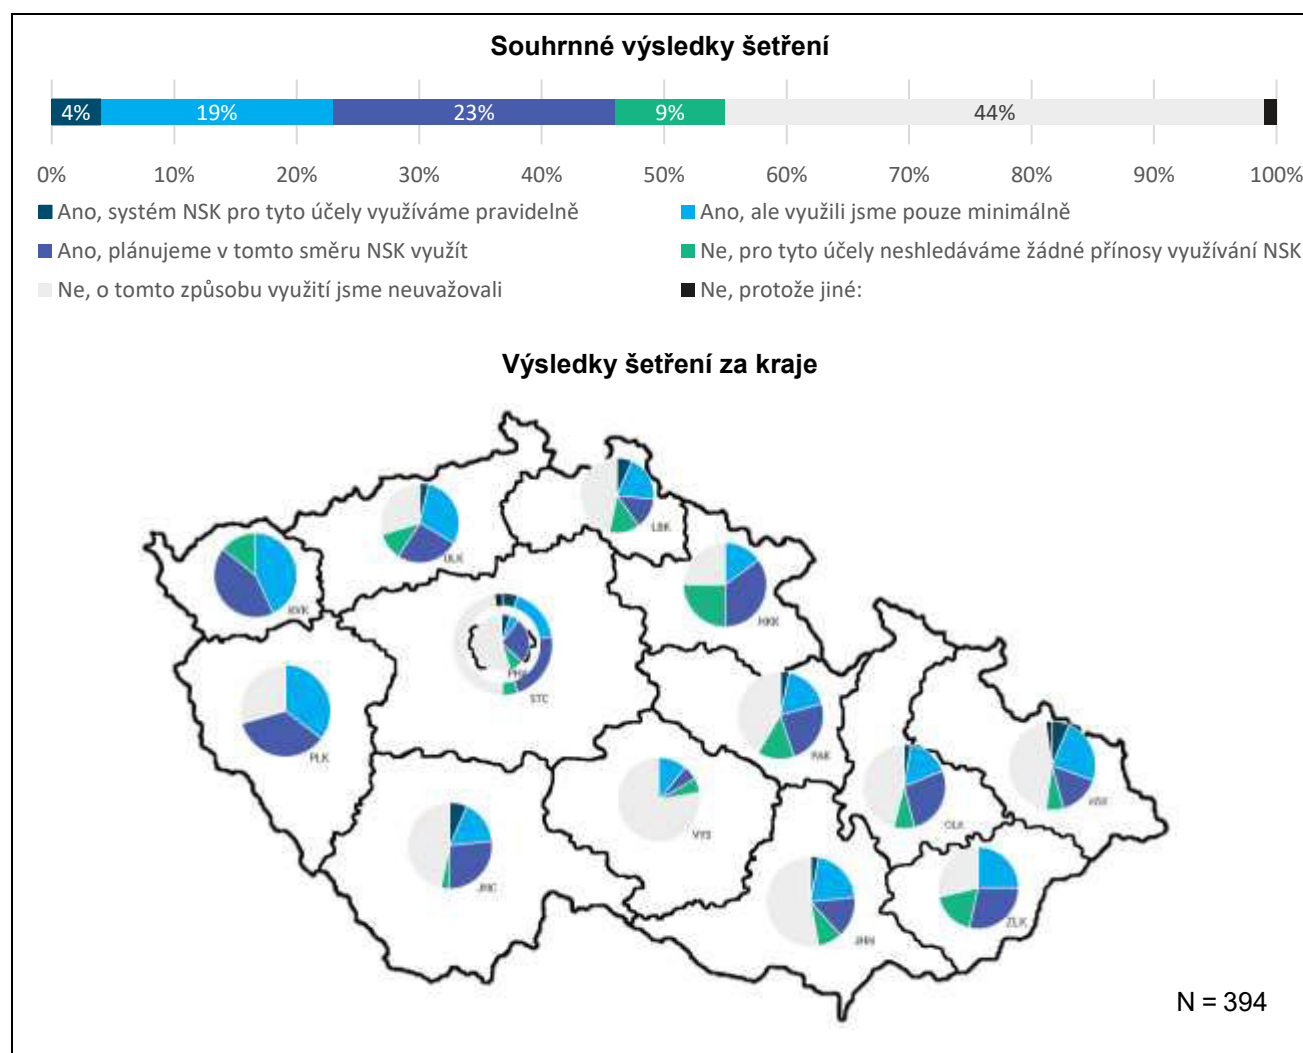 Souhrnné výsledky šetření
4% 19% 23% 9% 44%
0% 10% 20% 30% 40% 50% 60% 70% 80% 90% 100%
Ano, systém NSK pro tyto účely využíváme pravidelně
Ano, ale využili jsme pouze minimálně
Ano, plánujeme v tomto směru NSK využít
Ne, pro tyto účely neshledáváme žádné přínosy využívání NSK
Ne, o tomto způsobu využití jsme neuvažovali
Ne, protože jiné:
Výsledky šetření za kraje
LBK
ULK
KVK
HKK
STC
PLK
PAK
OLK
VYS
JHC
JHM
ZLK
N = 394